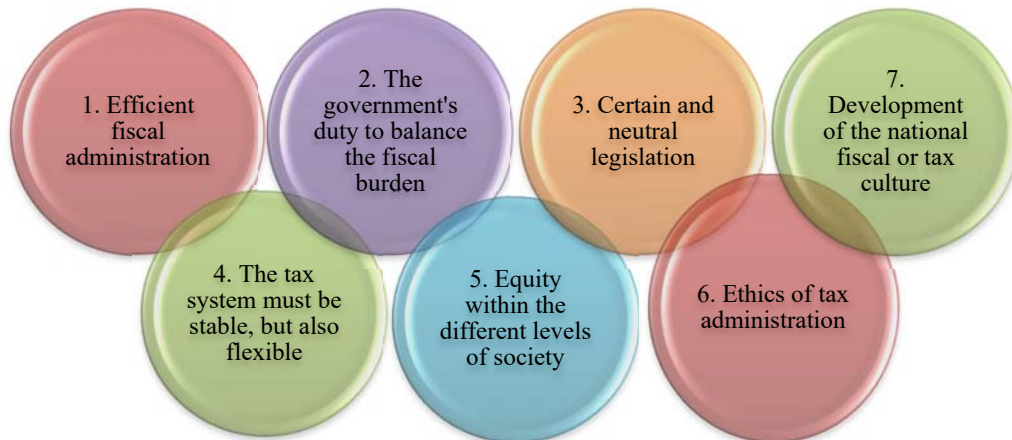 1. Efficient
fiscal
administration
2. The
government's
duty to balance
the fiscal
burden
3. Certain and
neutral
legislation
7.
Development
of the national
fiscal or tax
culture
4. The tax
system must be
stable, but also
flexible
5. Equity
within the
different levels
of society
6. Ethics of tax
administration